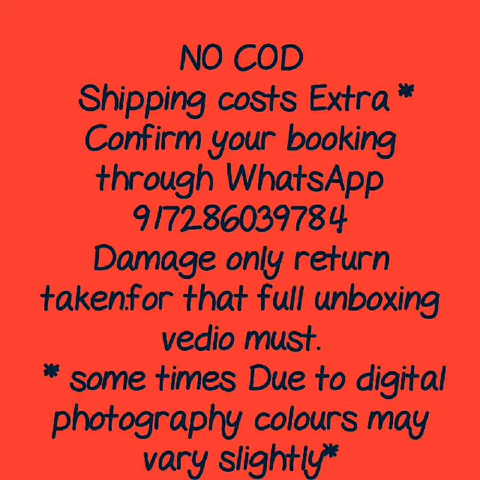 NO COD
Shipping costs Extra *
Confirm your booking
through WhatsApp
917286039784
Damage only return
taken.for that full unboxing
vedio must.
* some times Due to digital
photography colours may
vary slightly*